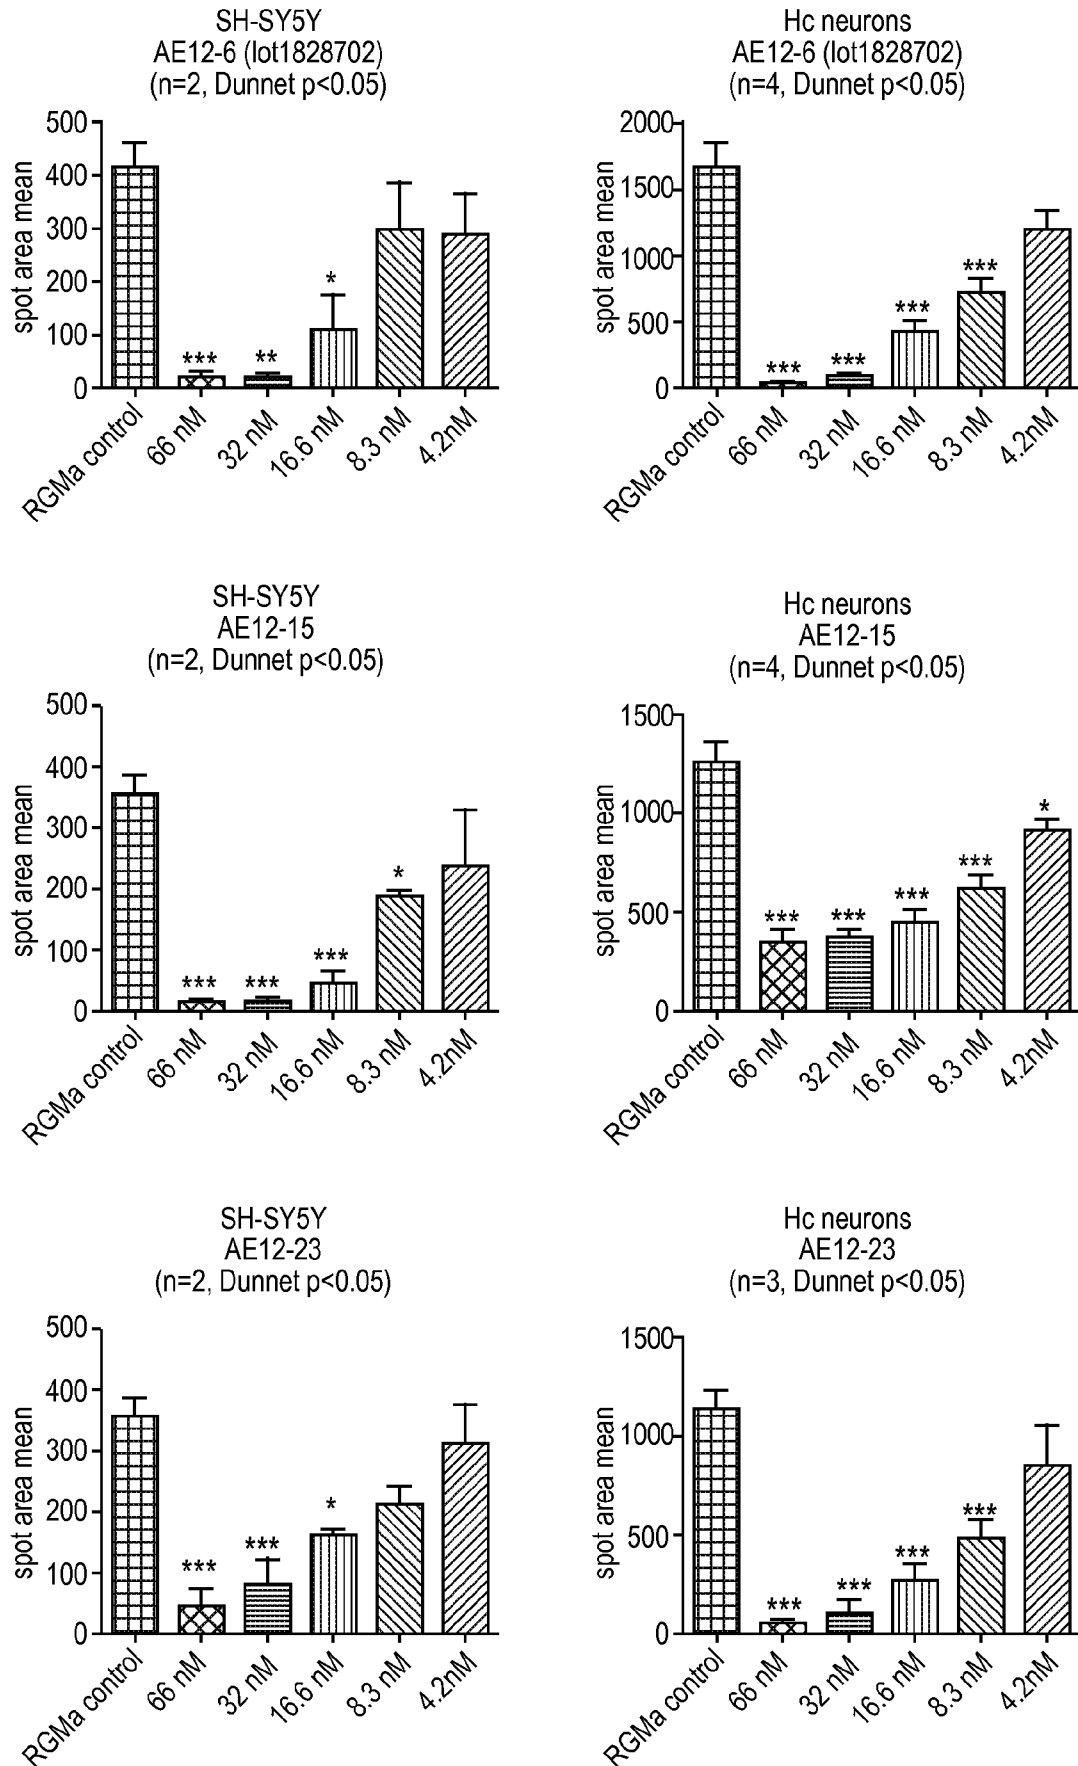 SH-SY5Y
AE12-6 (lot1828702)
(n=2, Dunnet p<0.05)
spot area mean
500
400
300
200
100
0
***
**
*
RGMa control
66 nM
32 nM
16.6 nM
8.3 nM
4.2nM
Hc neurons
AE12-6 (lot1828702)
(n=4, Dunnet p<0.05)
spot area mean
2000
1500
1000
500
0
***
***
***
***
RGMa control
66 nM
32 nM
16.6 nM
8.3 nM
4.2nM
SH-SY5Y
AE12-15
(n=2, Dunnet p<0.05)
spot area mean
500
400
300
200
100
0
***
***
***
*
RGMa control
66 nM
32 nM
16.6 nM
8.3 nM
4.2nM
Hc neurons
AE12-15
(n=4, Dunnet p<0.05)
spot area mean
1500
1000
500
0
***
***
***
***
*
RGMa control
66 nM
32 nM
16.6 nM
8.3 nM
4.2nM
SH-SY5Y
AE12-23
(n=2, Dunnet p<0.05)
spot area mean
500
400
300
200
100
0
***
***
*
RGMa control
66 nM
32 nM
16.6 nM
8.3 nM
4.2nM
Hc neurons
AE12-23
(n=3, Dunnet p<0.05)
spot area mean
1500
1000
500
0
***
***
***
***
RGMa control
66 nM
32 nM
16.6 nM
8.3 nM
4.2nM